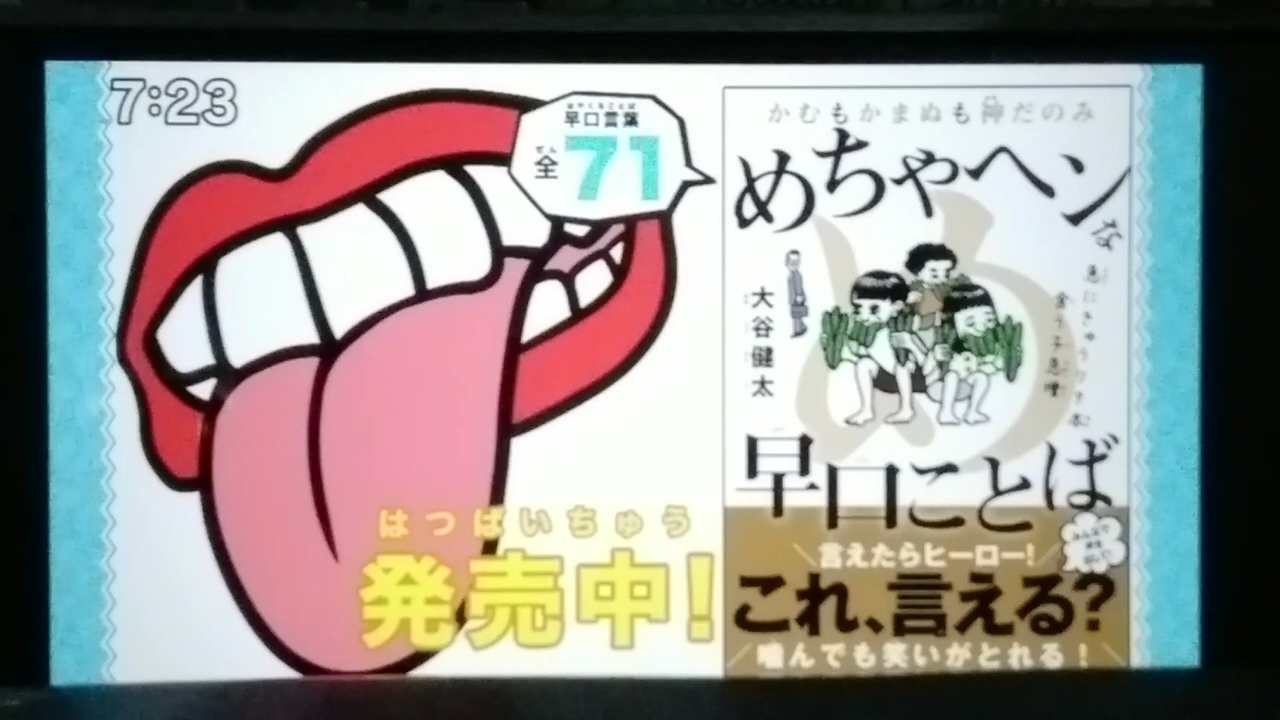 7:23
はやくちことば
早口言葉
ぜん
全71
はつばいちゅう
発売中!
かむもかまぬも神だのみ
めちゃヘンな
大谷健太
早口ことば
言えたらヒーロー!
これ、言える?
噛んでも笑いがとれる!